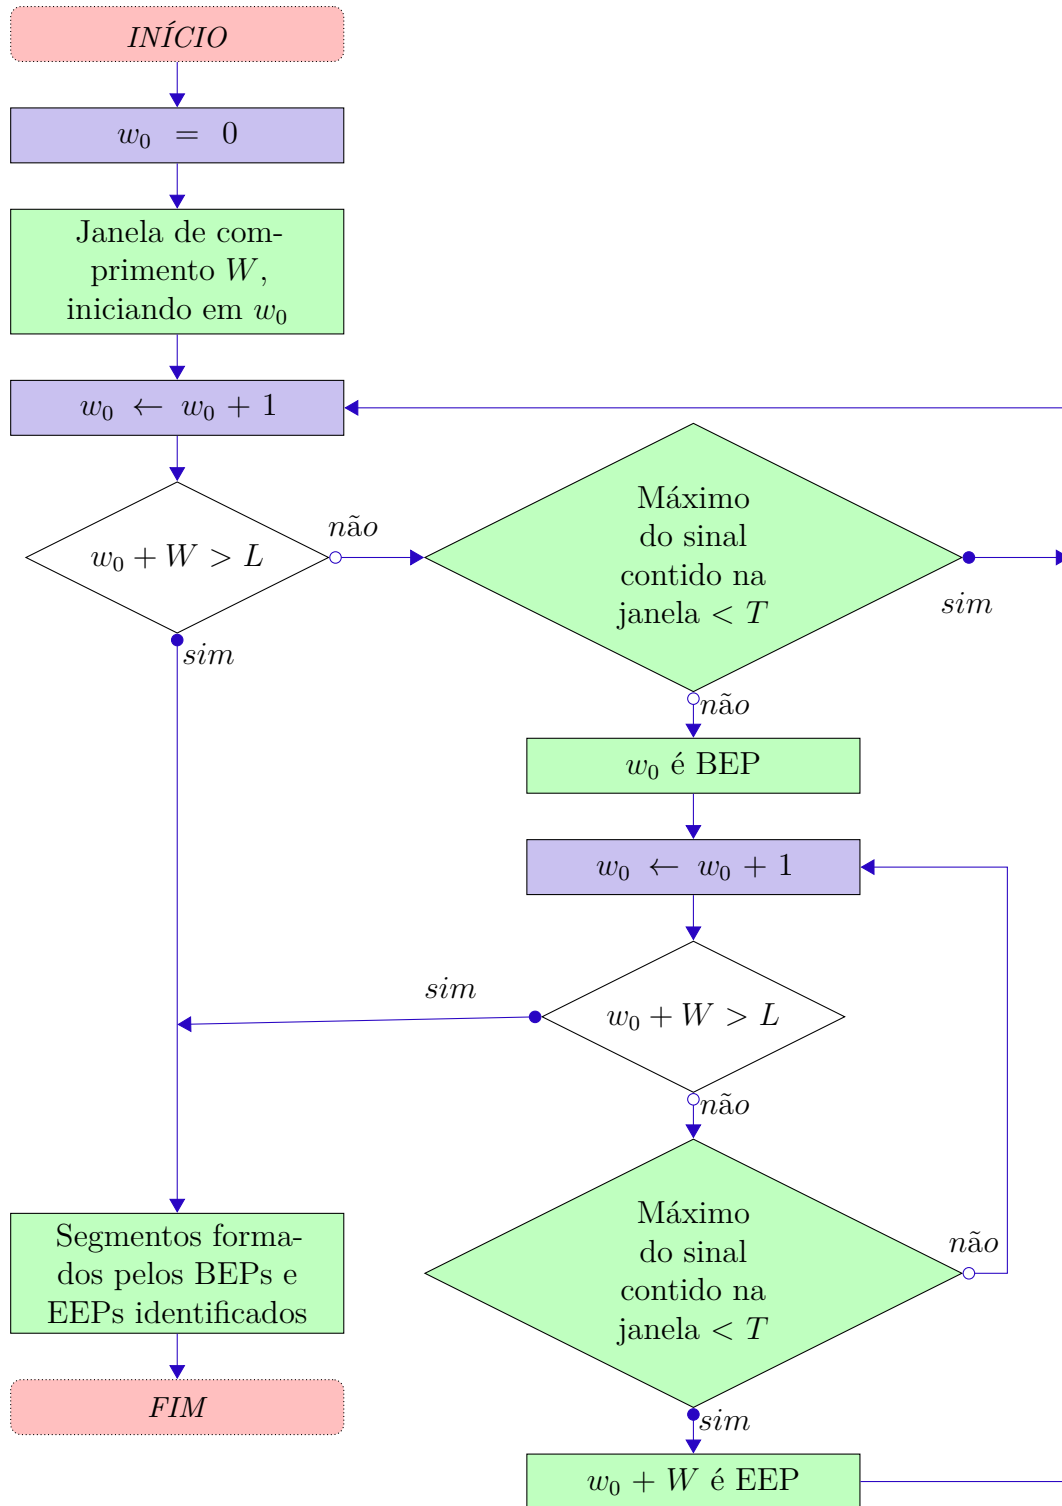 INÍCIO
w₀ = 0
Janela de com-
primento W,
iniciando em w₀
w₀ ← w₀ + 1
w₀ + W > L
não
sim
Máximo
do sinal
contido na
janela < T
sim
não
w₀ é BEP
w₀ ← w₀ + 1
w₀ + W > L
sim
não
Máximo
do sinal
contido na
janela < T
não
sim
w₀ + W é EEP
Segmentos forma-
dos pelos BEPs e
EEPs identificados
FIM